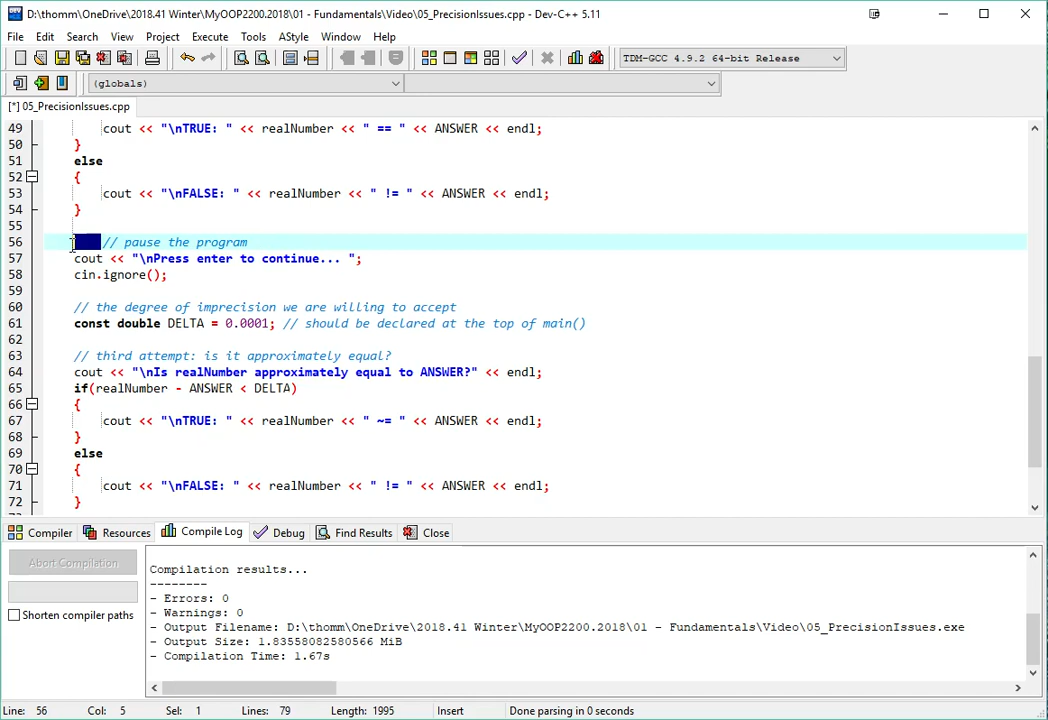 D:\thomm\OneDrive\2018.41 Winter\MyOOP2200.2018\01 - Fundamentals\Video\05_PrecisionIssues.cpp - Dev-C++ 5.11
File Edit Search View Project Execute Tools AStyle Window Help
TDM-GCC 4.9.2 64-bit Release
(globals)
[*] 05_PrecisionIssues.cpp
49 cout << "\nTRUE: " << realNumber << " == " << ANSWER << endl;
50 }
51 else
52 {
53 cout << "\nFALSE: " << realNumber << " != " << ANSWER << endl;
54 }
55
56 // pause the program
57 cout << "\nPress enter to continue... ";
58 cin.ignore();
59
60 // the degree of imprecision we are willing to accept
61 const double DELTA = 0.0001; // should be declared at the top of main()
62
63 // third attempt: is it approximately equal?
64 cout << "\nIs realNumber approximately equal to ANSWER?" << endl;
65 if(realNumber - ANSWER < DELTA)
66 {
67 cout << "\nTRUE: " << realNumber << " ~= " << ANSWER << endl;
68 }
69 else
70 {
71 cout << "\nFALSE: " << realNumber << " != " << ANSWER << endl;
72 }
Compiler Resources Compile Log Debug Find Results Close
Abort Compilation
Shorten compiler paths
Compilation results...
--------
- Errors: 0
- Warnings: 0
- Output Filename: D:\thomm\OneDrive\2018.41 Winter\MyOOP2200.2018\01 - Fundamentals\Video\05_PrecisionIssues.exe
- Output Size: 1.83558082580566 MiB
- Compilation Time: 1.67s
Line: 56 Col: 5 Sel: 1 Lines: 79 Length: 1995 Insert Done parsing in 0 seconds